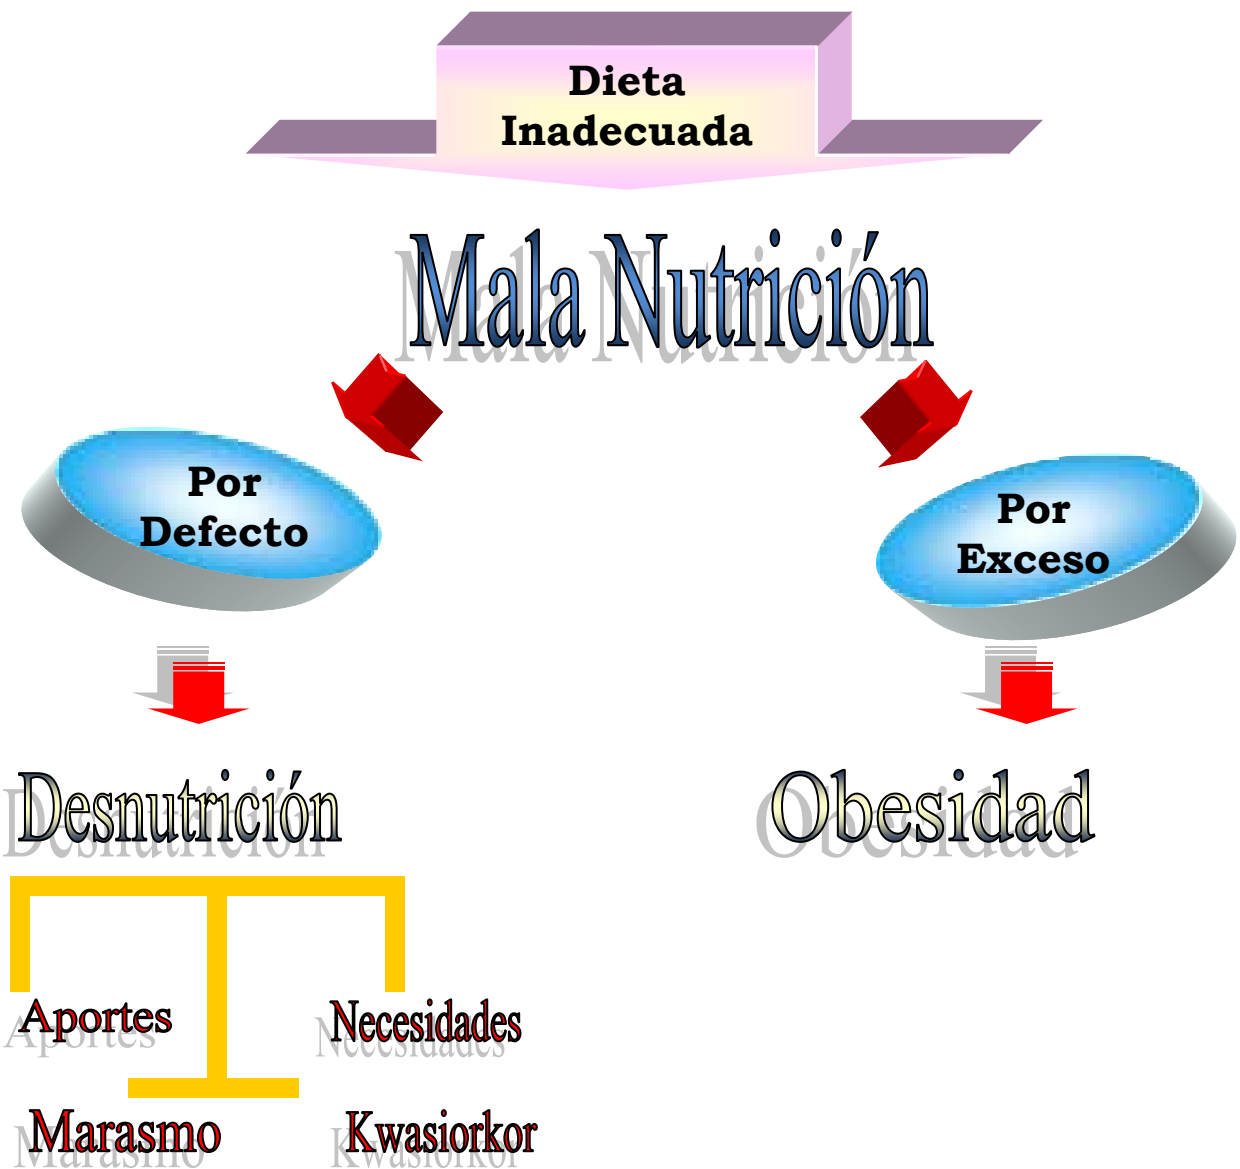 Dieta
Inadecuada
Mala Nutrición
Por
Defecto
Por
Exceso
Desnutrición
Obesidad
Aportes
Necesidades
Marasmo
Kwasiorkor